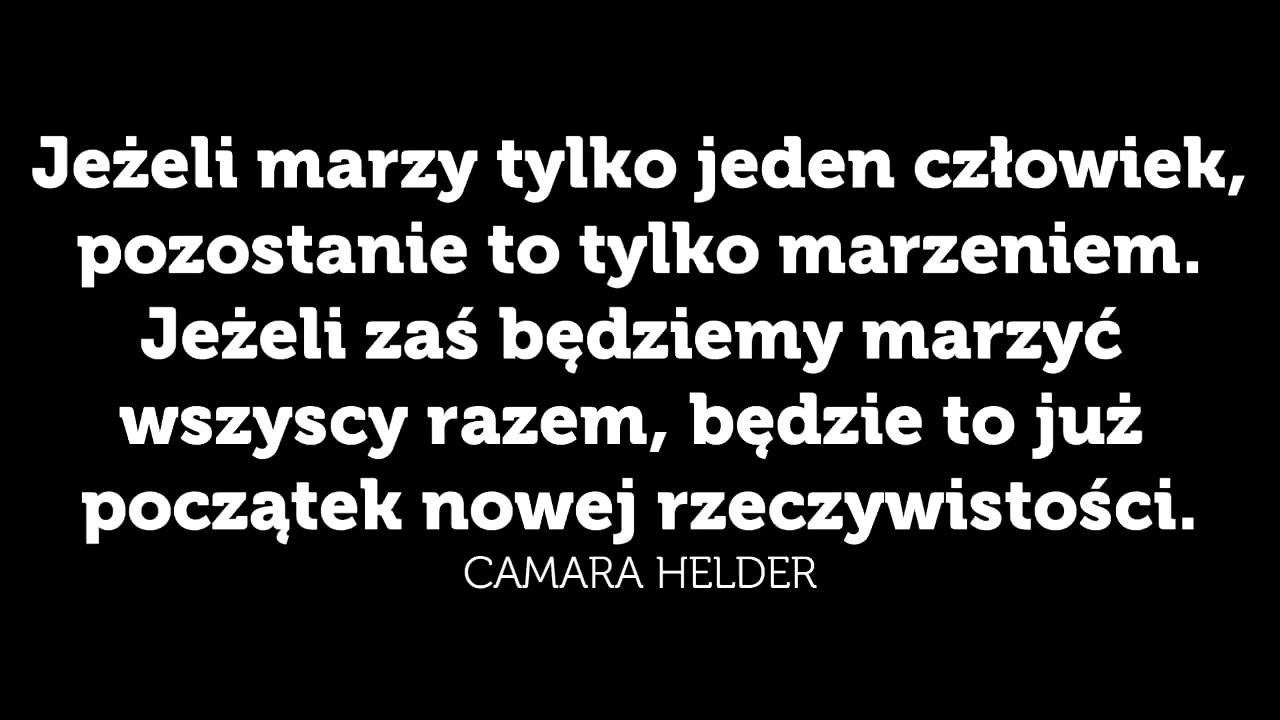 Jeżeli marzy tylko jeden człowiek,
pozostanie to tylko marzeniem.
Jeżeli zaś będziemy marzyć
wszyscy razem, będzie to już
początek nowej rzeczywistości.
CAMARA HELDER